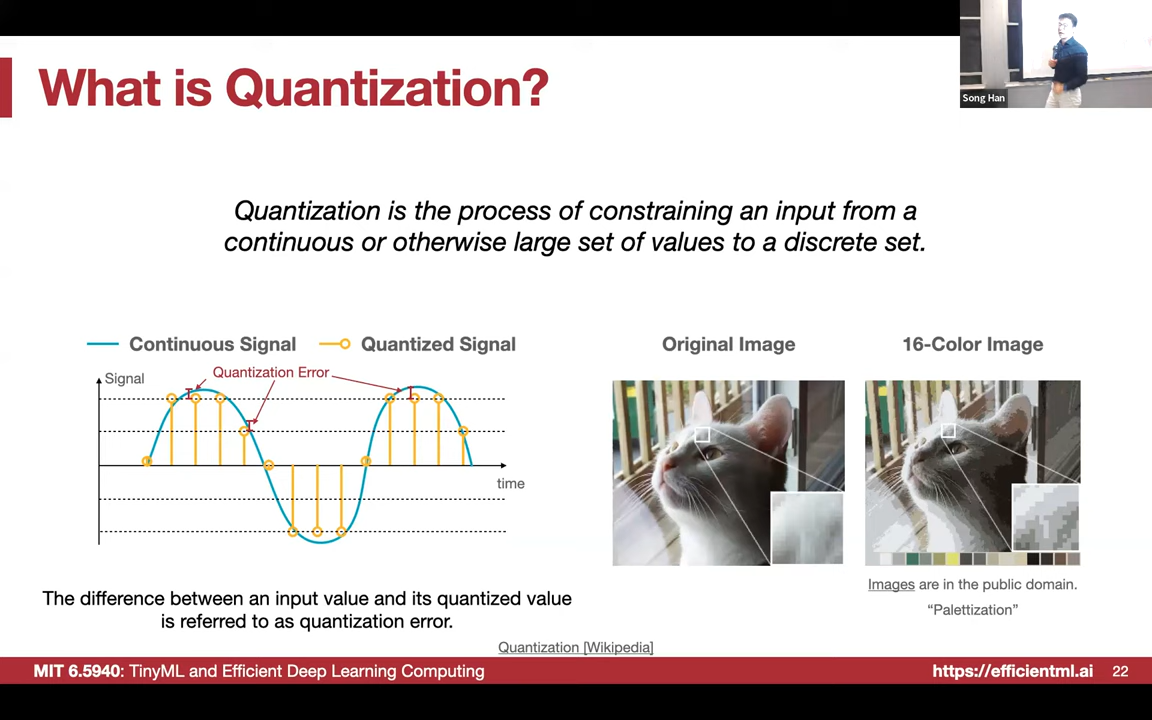 What is Quantization?
Song Han
Quantization is the process of constraining an input from a
continuous or otherwise large set of values to a discrete set.
Continuous Signal
Quantized Signal
Signal
Quantization Error
time
The difference between an input value and its quantized value
is referred to as quantization error.
Original Image
16-Color Image
Images are in the public domain.
“Palettization”
Quantization [Wikipedia]
MIT 6.5940: TinyML and Efficient Deep Learning Computing
https://efficientml.ai
22